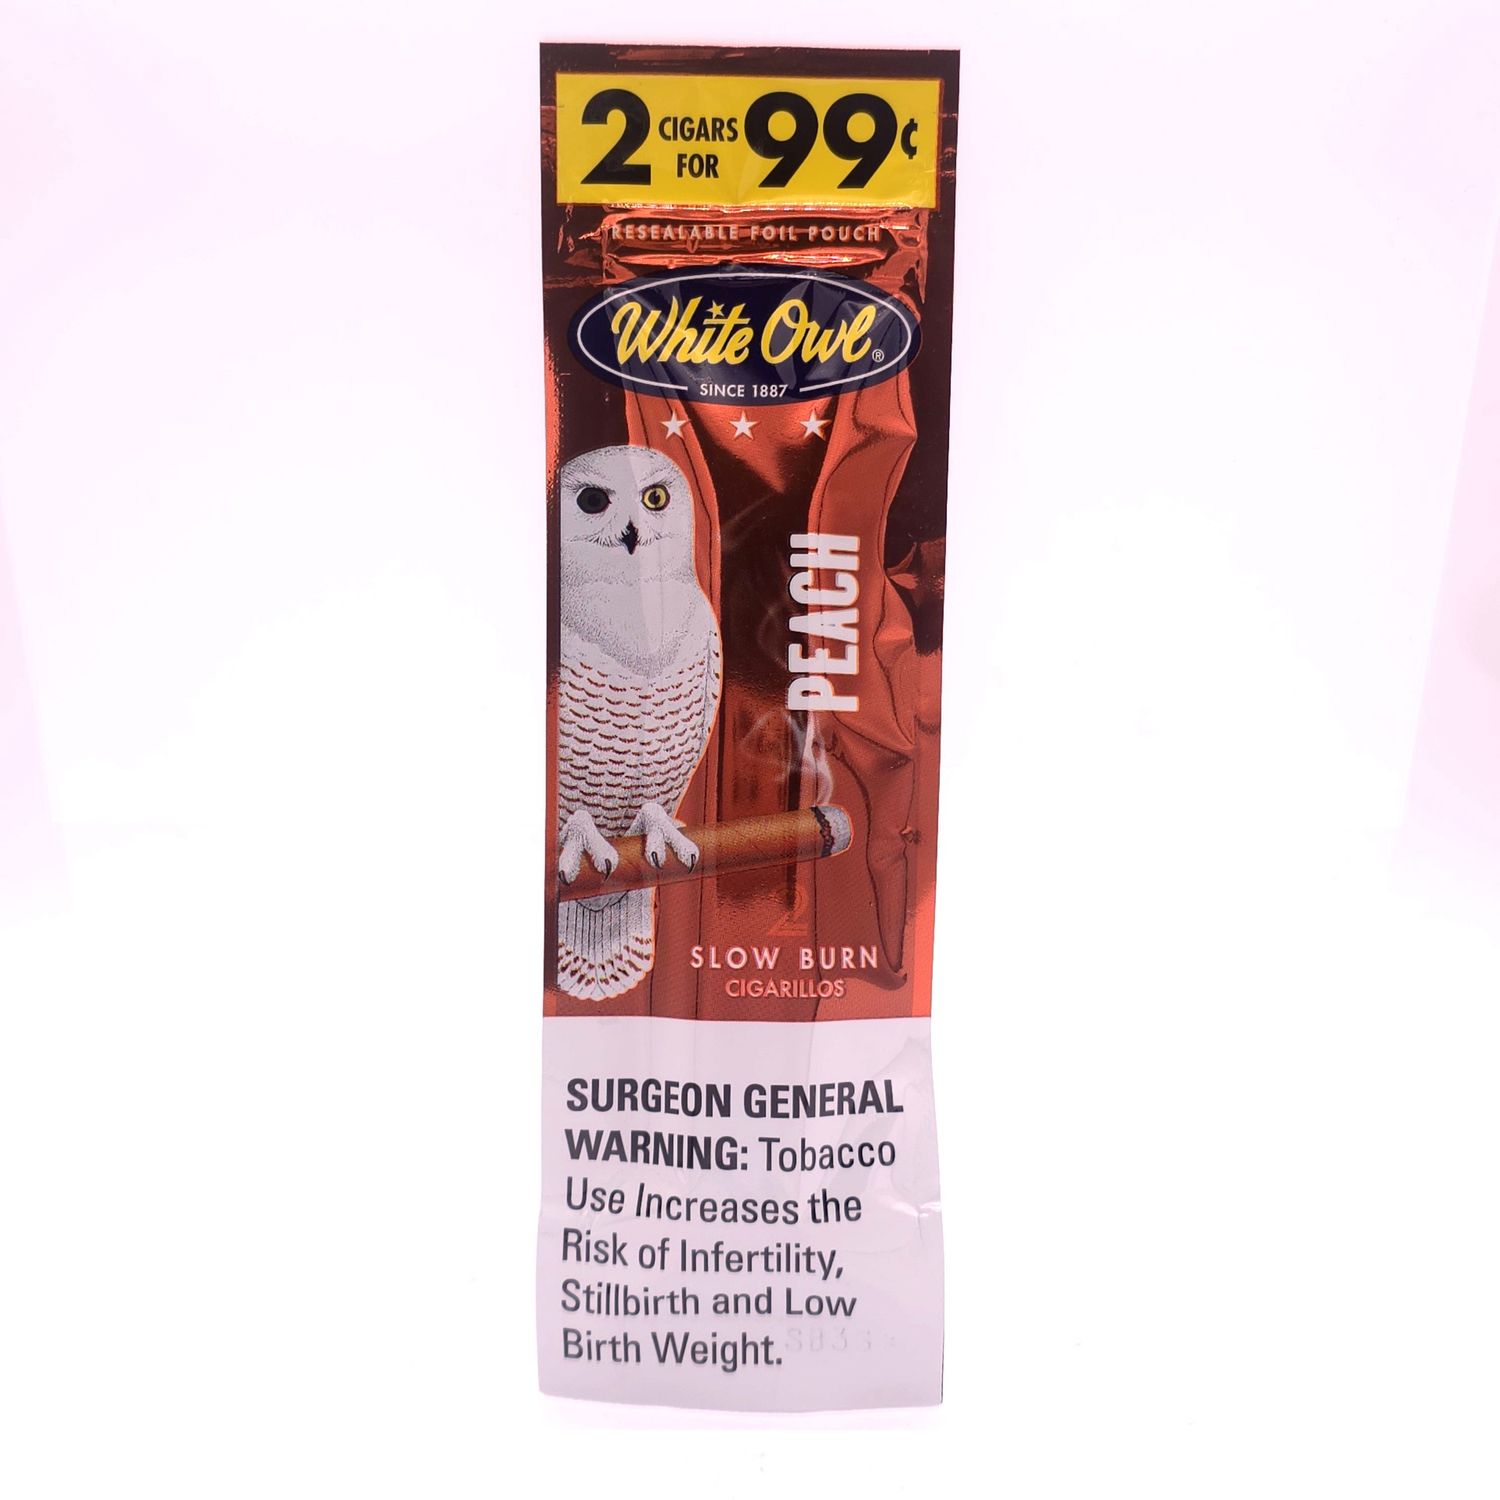 2 CIGARS FOR 99¢
RESEALABLE FOIL POUCH
White Owl®
SINCE 1887
PEACH
2
SLOW BURN
CIGARILLOS
SURGEON GENERAL
WARNING: Tobacco
Use Increases the
Risk of Infertility,
Stillbirth and Low
Birth Weight.